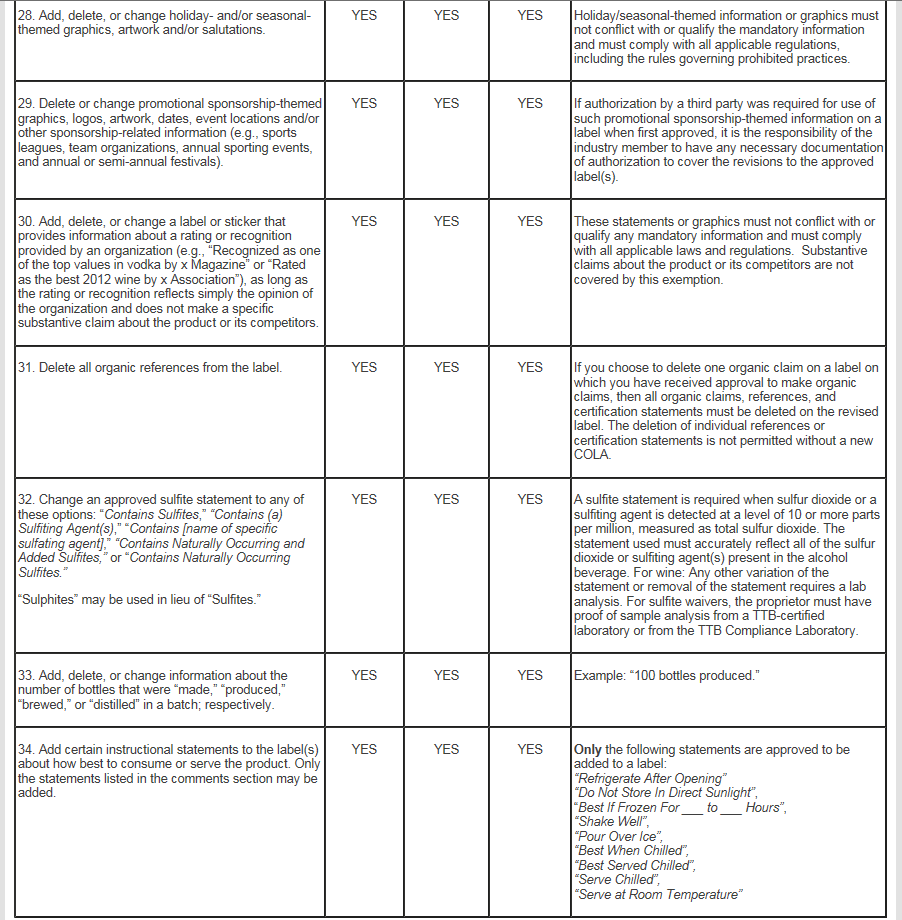 28. Add, delete, or change holiday- and/or seasonal-
themed graphics, artwork and/or salutations.
YES
YES
YES
Holiday/seasonal-themed information or graphics must
not conflict with or qualify the mandatory information
and must comply with all applicable regulations,
including the rules governing prohibited practices.
29. Delete or change promotional sponsorship-themed
graphics, logos, artwork, dates, event locations and/or
other sponsorship-related information (e.g., sports
leagues, team organizations, annual sporting events,
and annual or semi-annual festivals).
YES
YES
YES
If authorization by a third party was required for use of
such promotional sponsorship-themed information on a
label when first approved, it is the responsibility of the
industry member to have any necessary documentation
of authorization to cover the revisions to the approved
label(s).
30. Add, delete, or change a label or sticker that
provides information about a rating or recognition
provided by an organization (e.g., “Recognized as one
of the top values in vodka by x Magazine” or “Rated
as the best 2012 wine by x Association”), as long as
the rating or recognition reflects simply the opinion of
the organization and does not make a specific
substantive claim about the product or its competitors.
YES
YES
YES
These statements or graphics must not conflict with or
qualify any mandatory information and must comply
with all applicable laws and regulations.  Substantive
claims about the product or its competitors are not
covered by this exemption.
31. Delete all organic references from the label.
YES
YES
YES
If you choose to delete one organic claim on a label on
which you have received approval to make organic
claims, then all organic claims, references, and
certification statements must be deleted on the revised
label. The deletion of individual references or
certification statements is not permitted without a new
COLA.
32. Change an approved sulfite statement to any of
these options: “Contains Sulfites,” “Contains (a)
Sulfiting Agent(s),” “Contains [name of specific
sulfating agent],” “Contains Naturally Occurring and
Added Sulfites,” or “Contains Naturally Occurring
Sulfites.”
“Sulphites” may be used in lieu of “Sulfites.”
YES
YES
YES
A sulfite statement is required when sulfur dioxide or a
sulfiting agent is detected at a level of 10 or more parts
per million, measured as total sulfur dioxide. The
statement used must accurately reflect all of the sulfur
dioxide or sulfiting agent(s) present in the alcohol
beverage. For wine: Any other variation of the
statement or removal of the statement requires a lab
analysis. For sulfite waivers, the proprietor must have
proof of sample analysis from a TTB-certified
laboratory or from the TTB Compliance Laboratory.
33. Add, delete, or change information about the
number of bottles that were “made,” “produced,”
“brewed,” or “distilled” in a batch; respectively.
YES
YES
YES
Example: “100 bottles produced.”
34. Add certain instructional statements to the label(s)
about how best to consume or serve the product. Only
the statements listed in the comments section may be
added.
YES
YES
YES
Only the following statements are approved to be
added to a label:
“Refrigerate After Opening”
“Do Not Store In Direct Sunlight”,
“Best If Frozen For ___ to ___ Hours”,
“Shake Well”,
“Pour Over Ice”,
“Best When Chilled”,
“Best Served Chilled”,
“Serve Chilled”,
“Serve at Room Temperature”